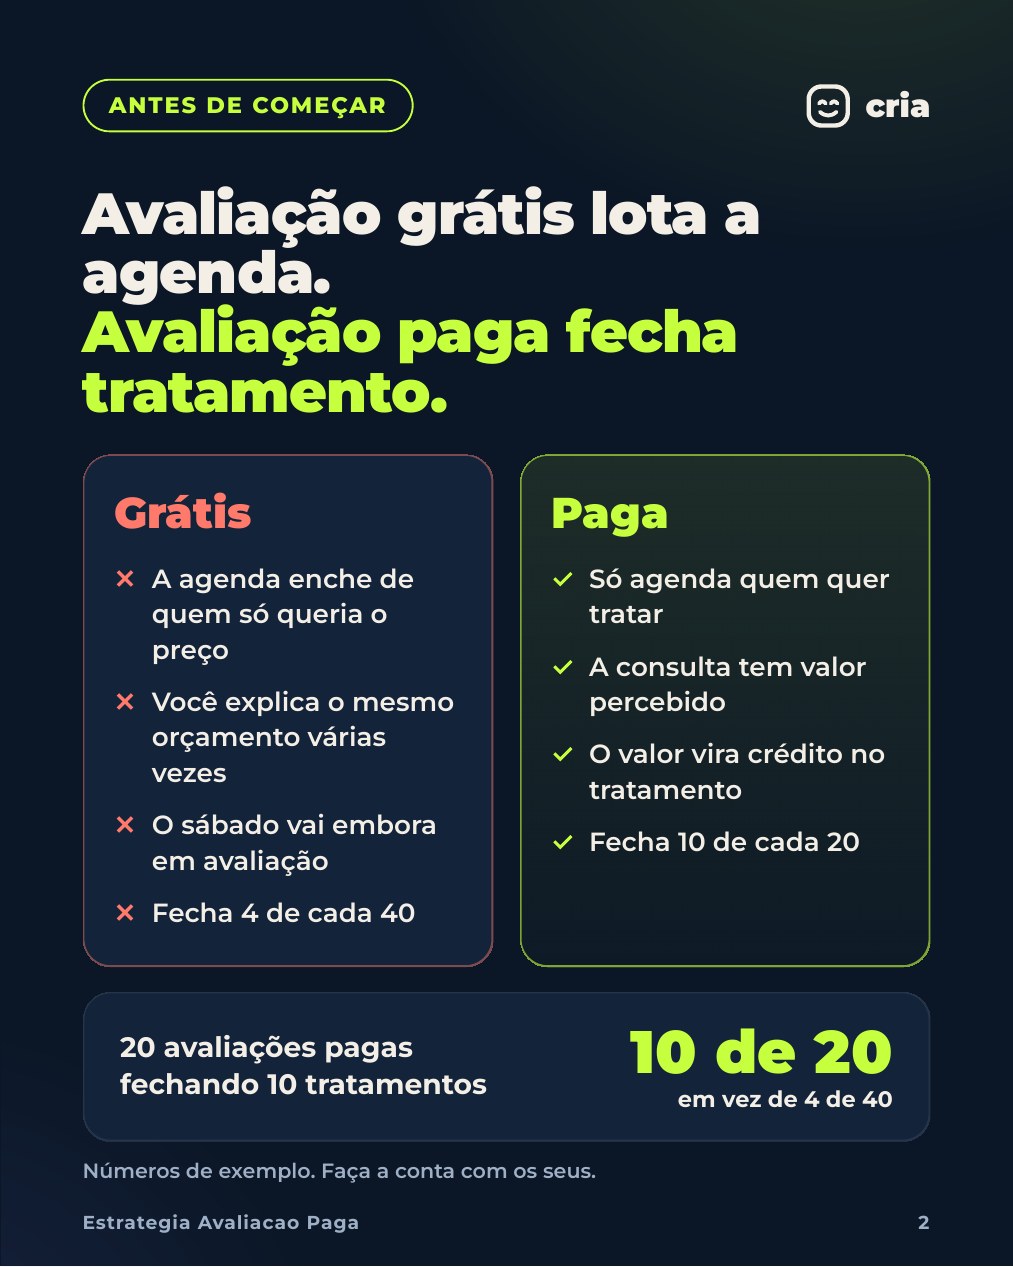 ANTES DE COMEÇAR
cria
Avaliação grátis lota a
agenda.
Avaliação paga fecha
tratamento.
Grátis
✕ A agenda enche de
quem só queria o
preço
✕ Você explica o mesmo
orçamento várias
vezes
✕ O sábado vai embora
em avaliação
✕ Fecha 4 de cada 40
Paga
✓ Só agenda quem quer
tratar
✓ A consulta tem valor
percebido
✓ O valor vira crédito no
tratamento
✓ Fecha 10 de cada 20
20 avaliações pagas
fechando 10 tratamentos
10 de 20
em vez de 4 de 40
Números de exemplo. Faça a conta com os seus.
Estrategia Avaliacao Paga
2